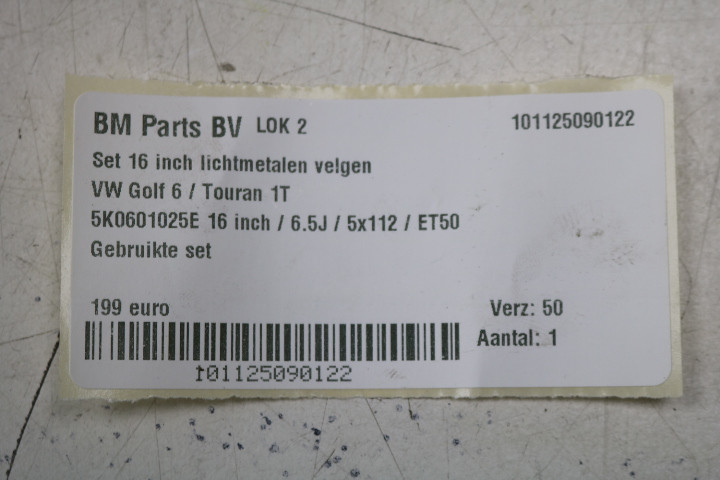 BM Parts BV LOK 2 101125090122
Set 16 inch lichtmetalen velgen
VW Golf 6 / Touran 1T
5K0601025E 16 inch / 6.5J / 5x112 / ET50
Gebruikte set
199 euro Verz: 50
Aantal: 1
101125090122